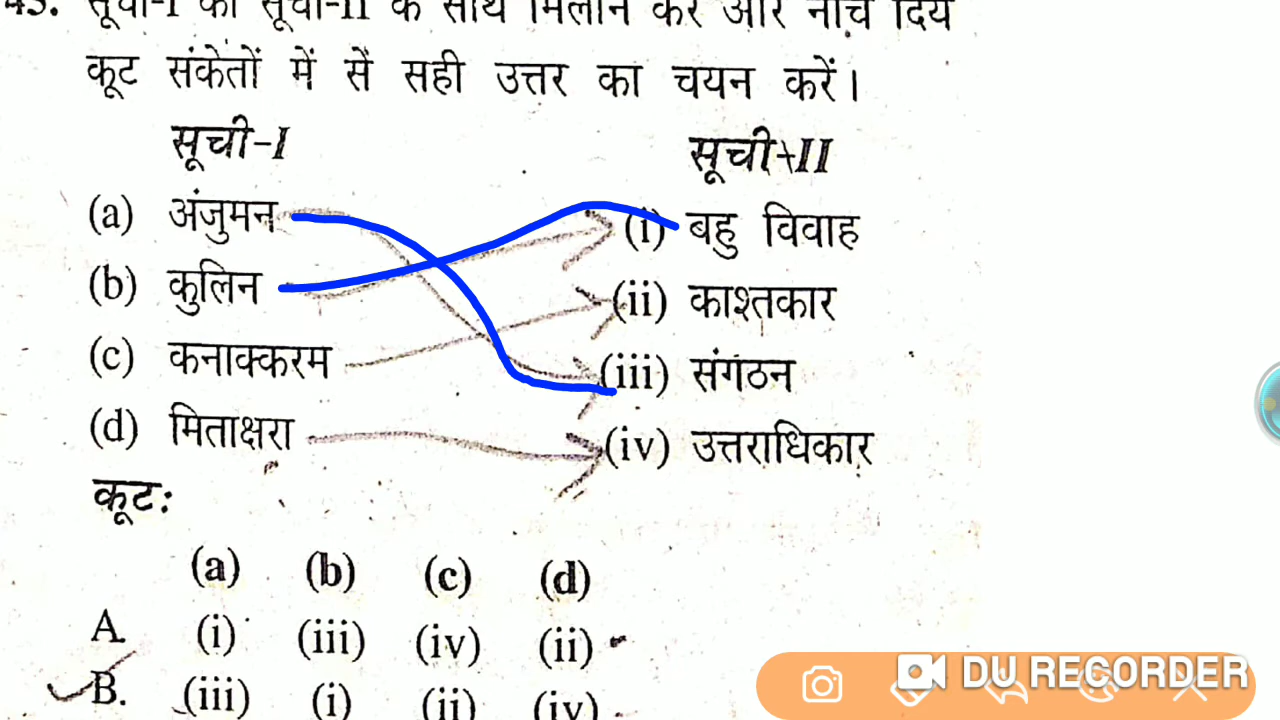 45. सूची-I को सूची-II के साथ मिलान करें और नीचे दिये
कूट संकेतों में से सही उत्तर का चयन करें।
सूची-I सूची-II
(a) अंजुमन (i) बहु विवाह
(b) कुलिन (ii) काश्तकार
(c) कनाक्करम (iii) संगठन
(d) मिताक्षरा (iv) उत्तराधिकार
कूट:
(a) (b) (c) (d)
A. (i) (iii) (iv) (ii)
B. (iii) (i) (ii) (iv)
DU RECORDER